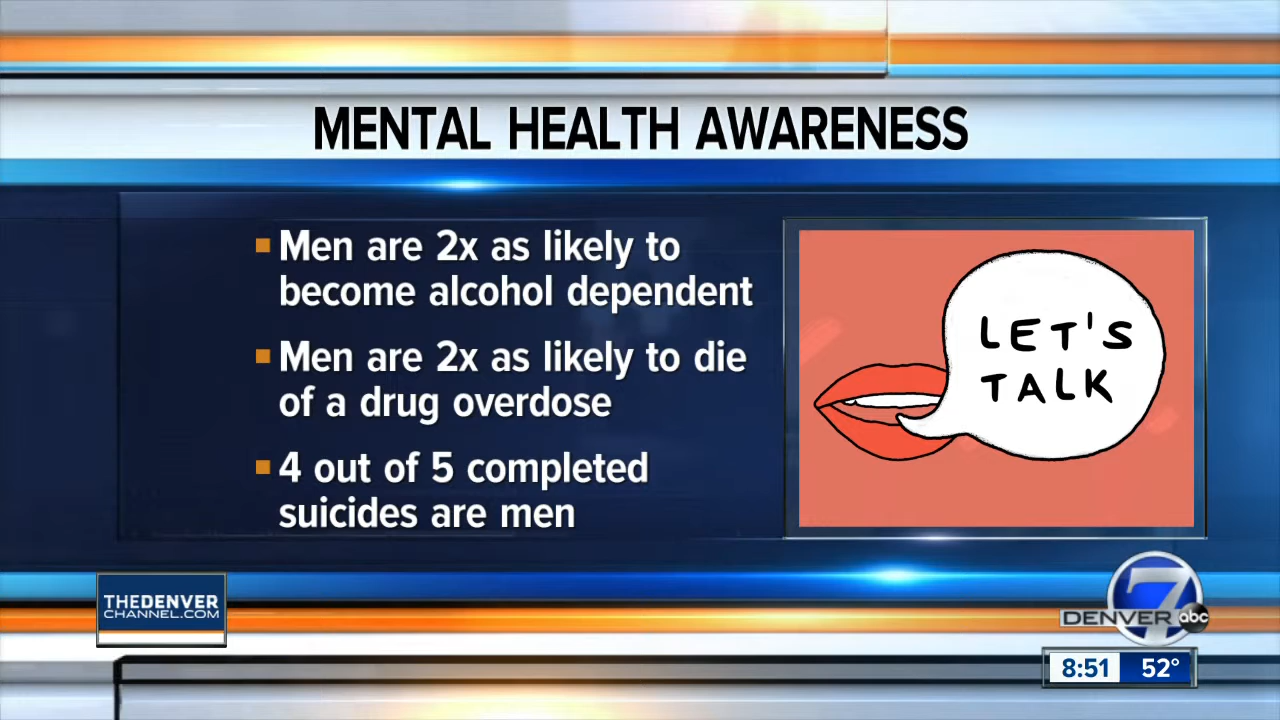 MENTAL HEALTH AWARENESS
Men are 2x as likely to
become alcohol dependent
Men are 2x as likely to die
of a drug overdose
4 out of 5 completed
suicides are men
LET'S
TALK
THEDENVER
CHANNEL.COM
7
DENVER abc
8:51 52°